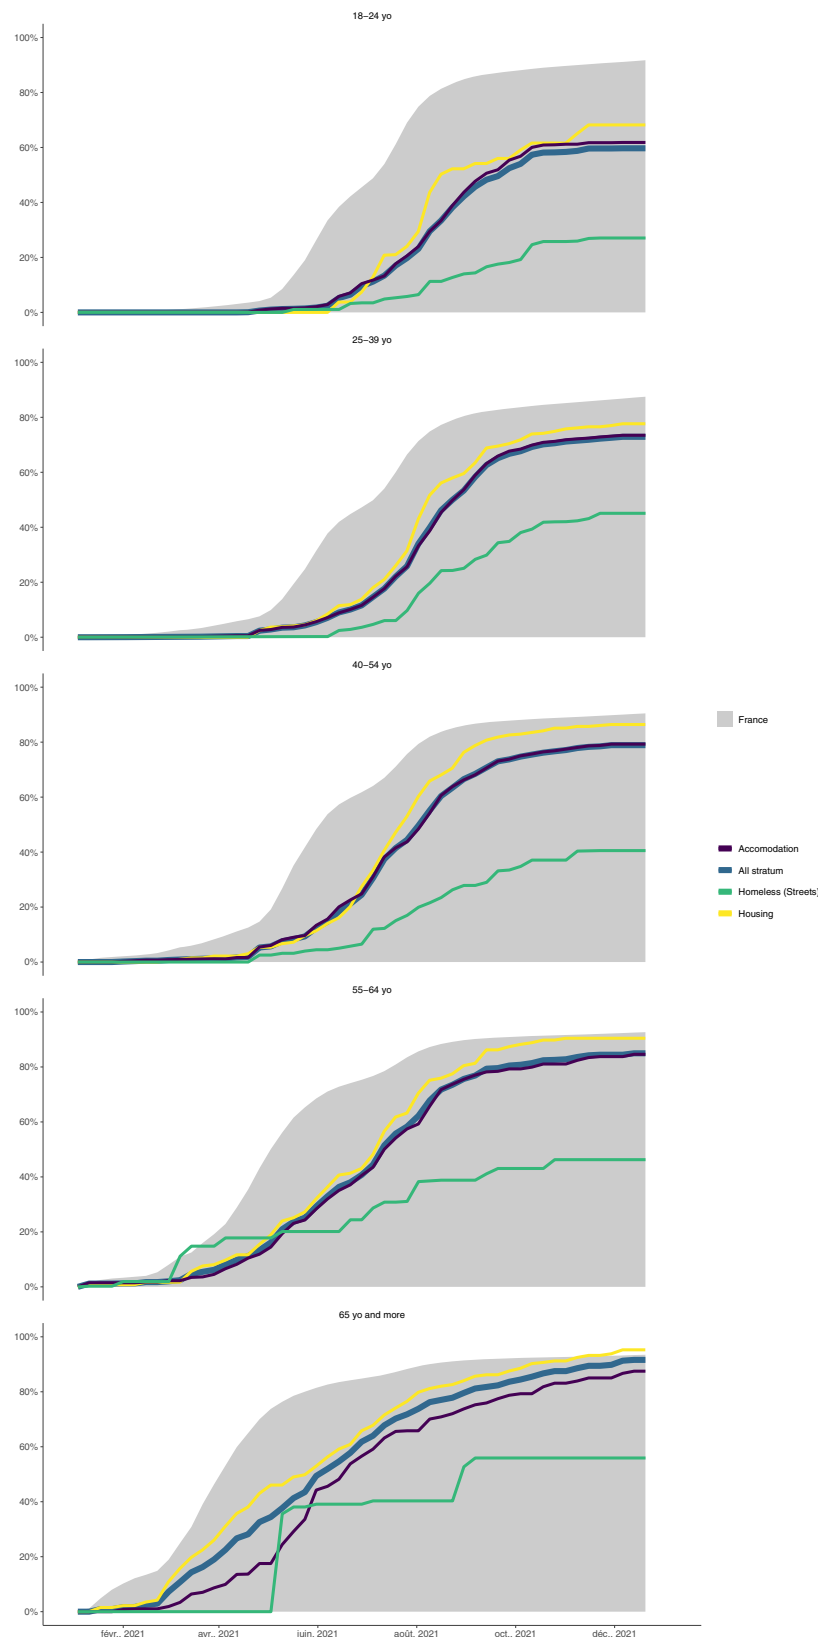 18−24 yo
100%
80%
60%
40%
20%
0%
25−39 yo
100%
80%
60%
40%
20%
0%
40−54 yo
100%
80%
60%
40%
20%
0%
France
Accomodation
All stratum
Homeless (Streets)
Housing
55−64 yo
100%
80%
60%
40%
20%
0%
65 yo and more
100%
80%
60%
40%
20%
0%
févr., 2021 avr., 2021 juin, 2021 août, 2021 oct., 2021 déc., 2021